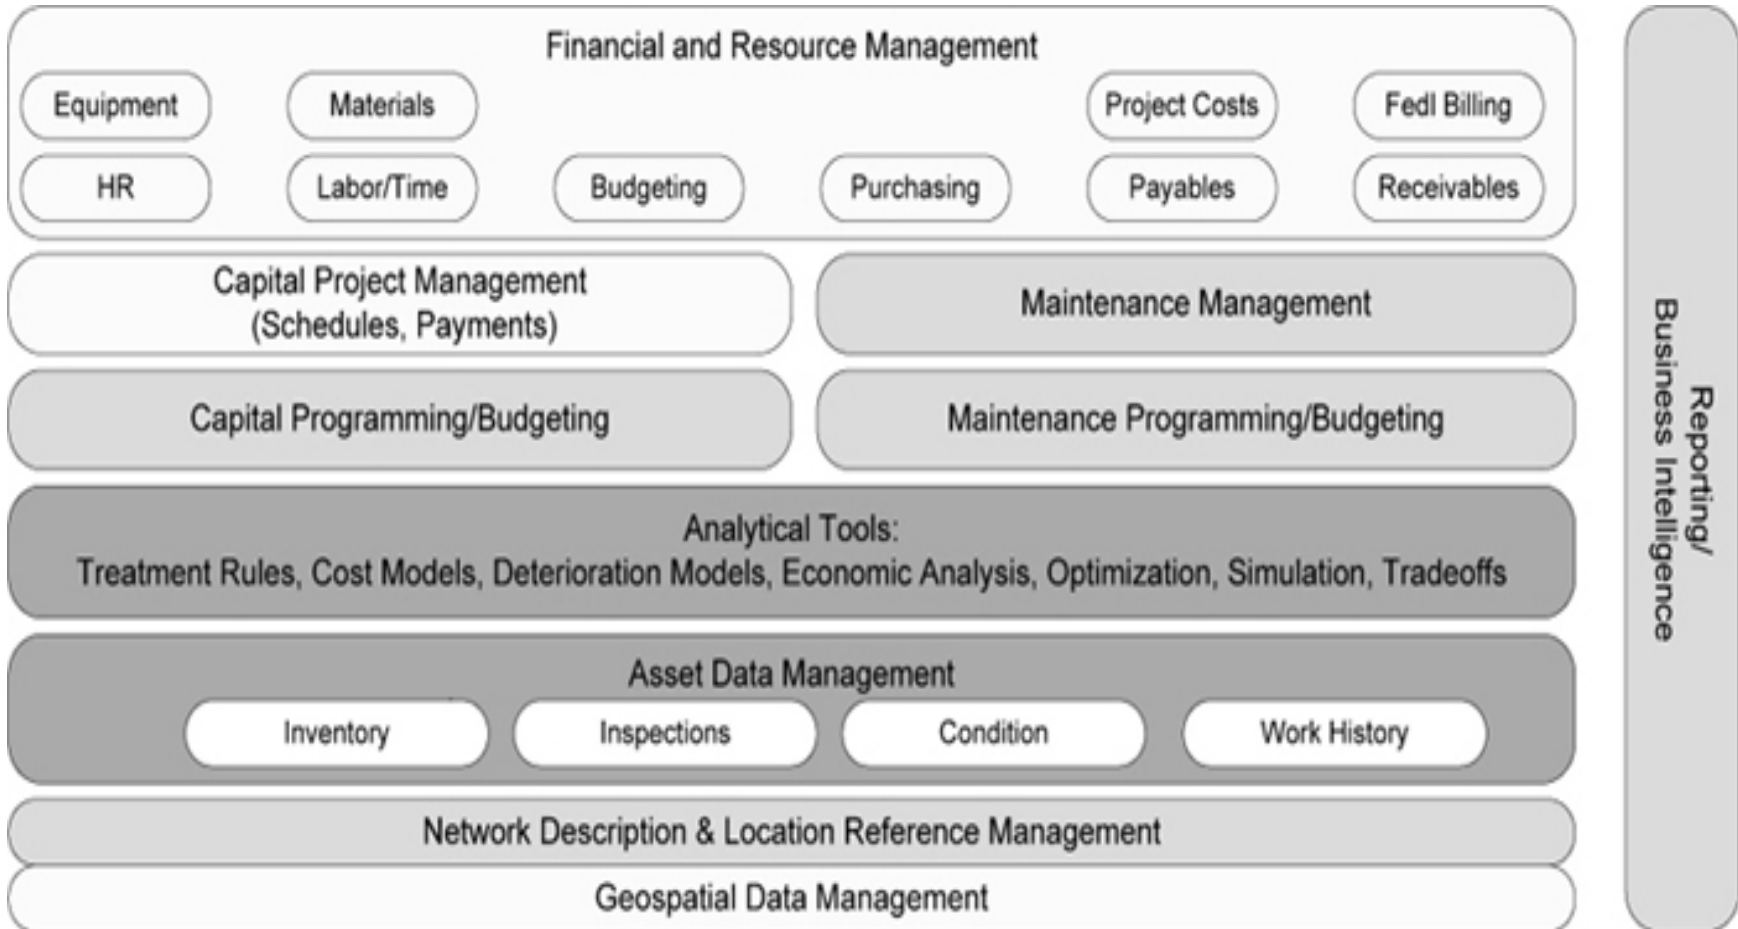 Financial and Resource Management
Equipment
Materials
Project Costs
Fedl Billing
HR
Labor/Time
Budgeting
Purchasing
Payables
Receivables
Capital Project Management
(Schedules, Payments)
Maintenance Management
Capital Programming/Budgeting
Maintenance Programming/Budgeting
Analytical Tools:
Treatment Rules, Cost Models, Deterioration Models, Economic Analysis, Optimization, Simulation, Tradeoffs
Asset Data Management
Inventory
Inspections
Condition
Work History
Network Description & Location Reference Management
Geospatial Data Management
Reporting/
Business Intelligence